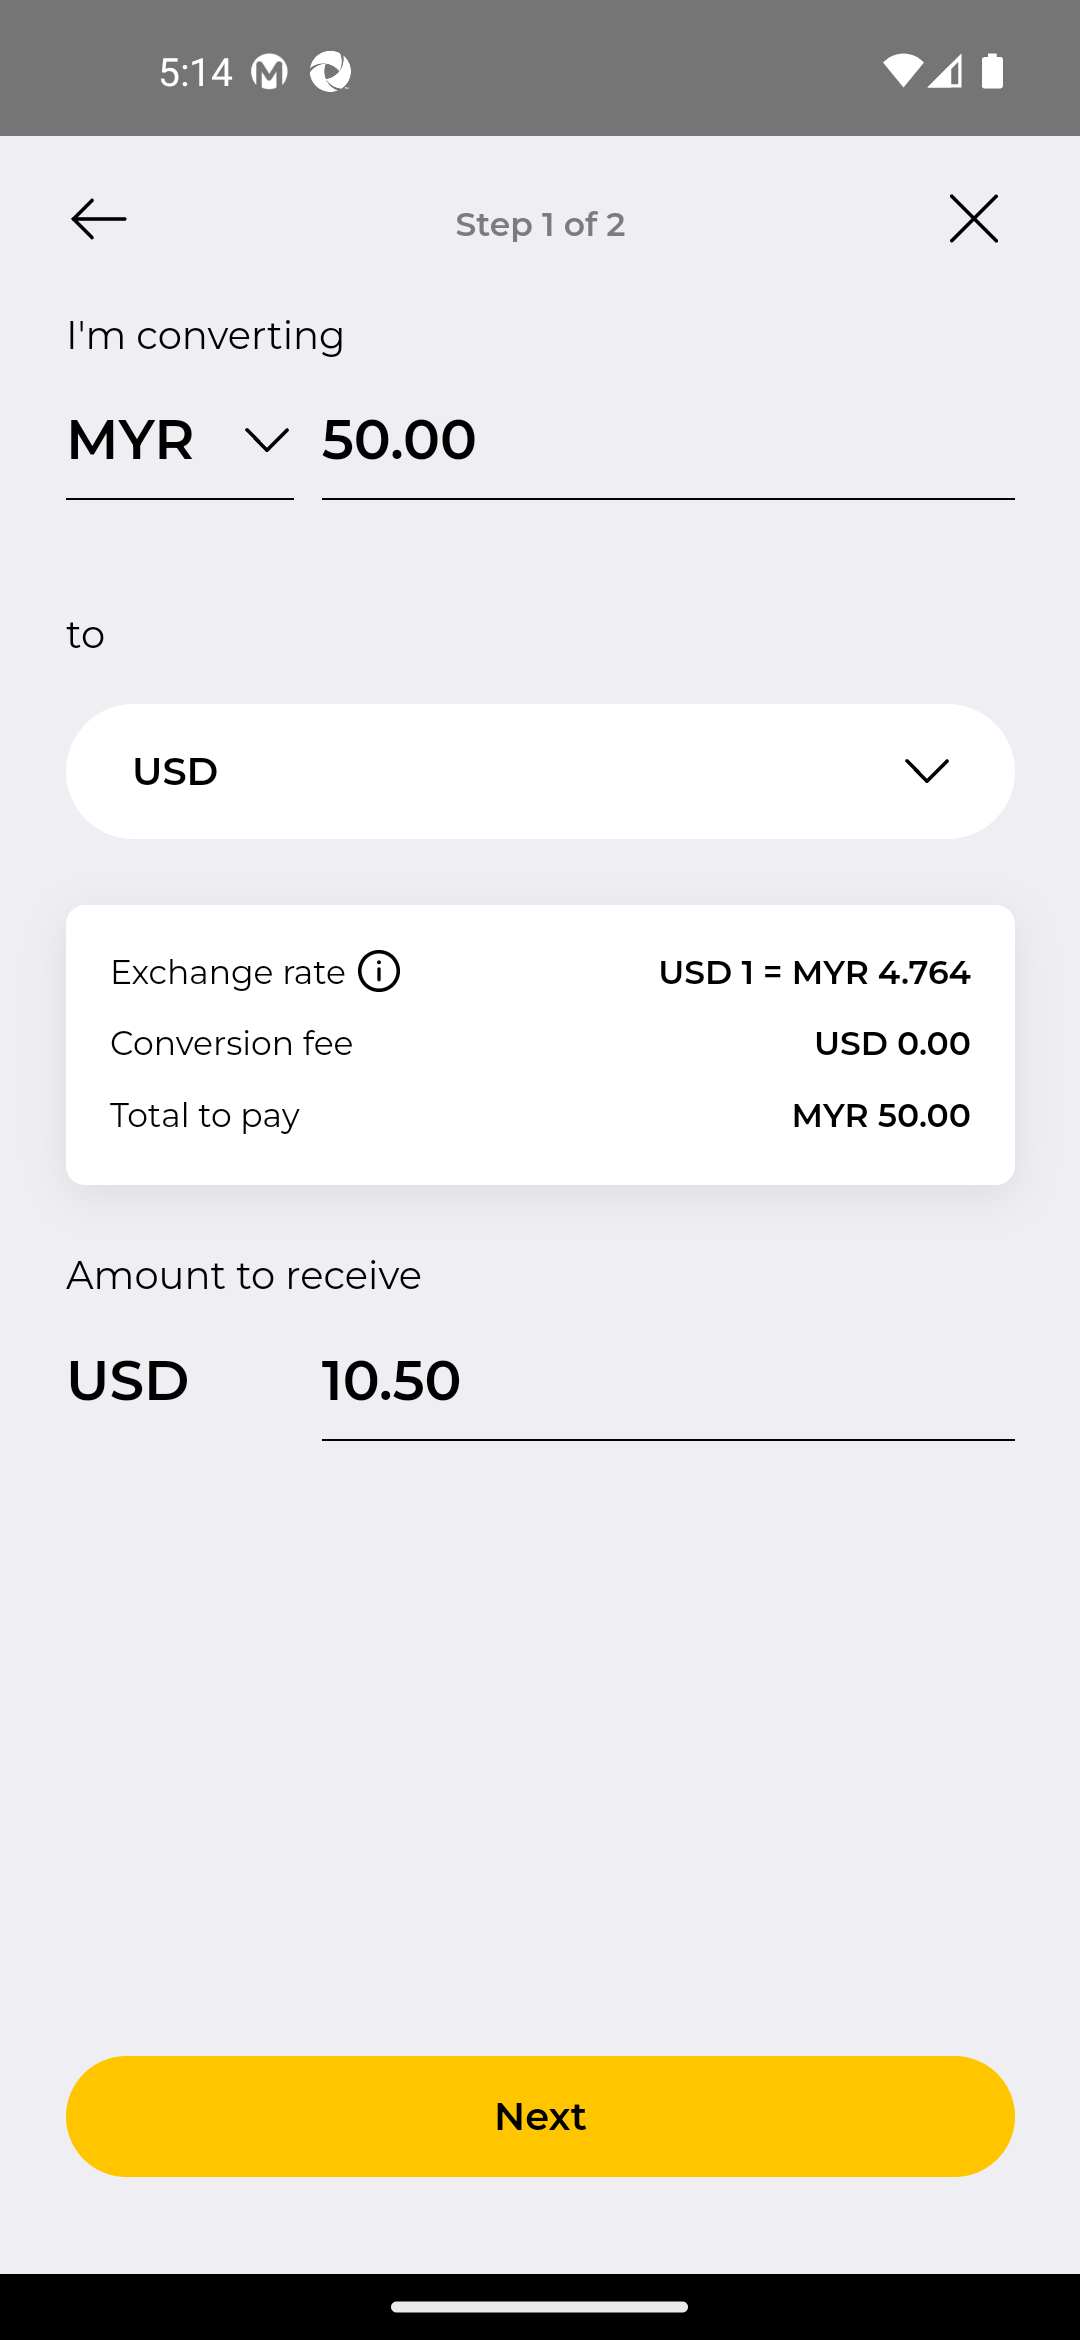 5:14
Step 1 of 2
I'm converting
MYR 50.00
to
USD
Exchange rate USD 1 = MYR 4.764
Conversion fee USD 0.00
Total to pay MYR 50.00
Amount to receive
USD 10.50
Next